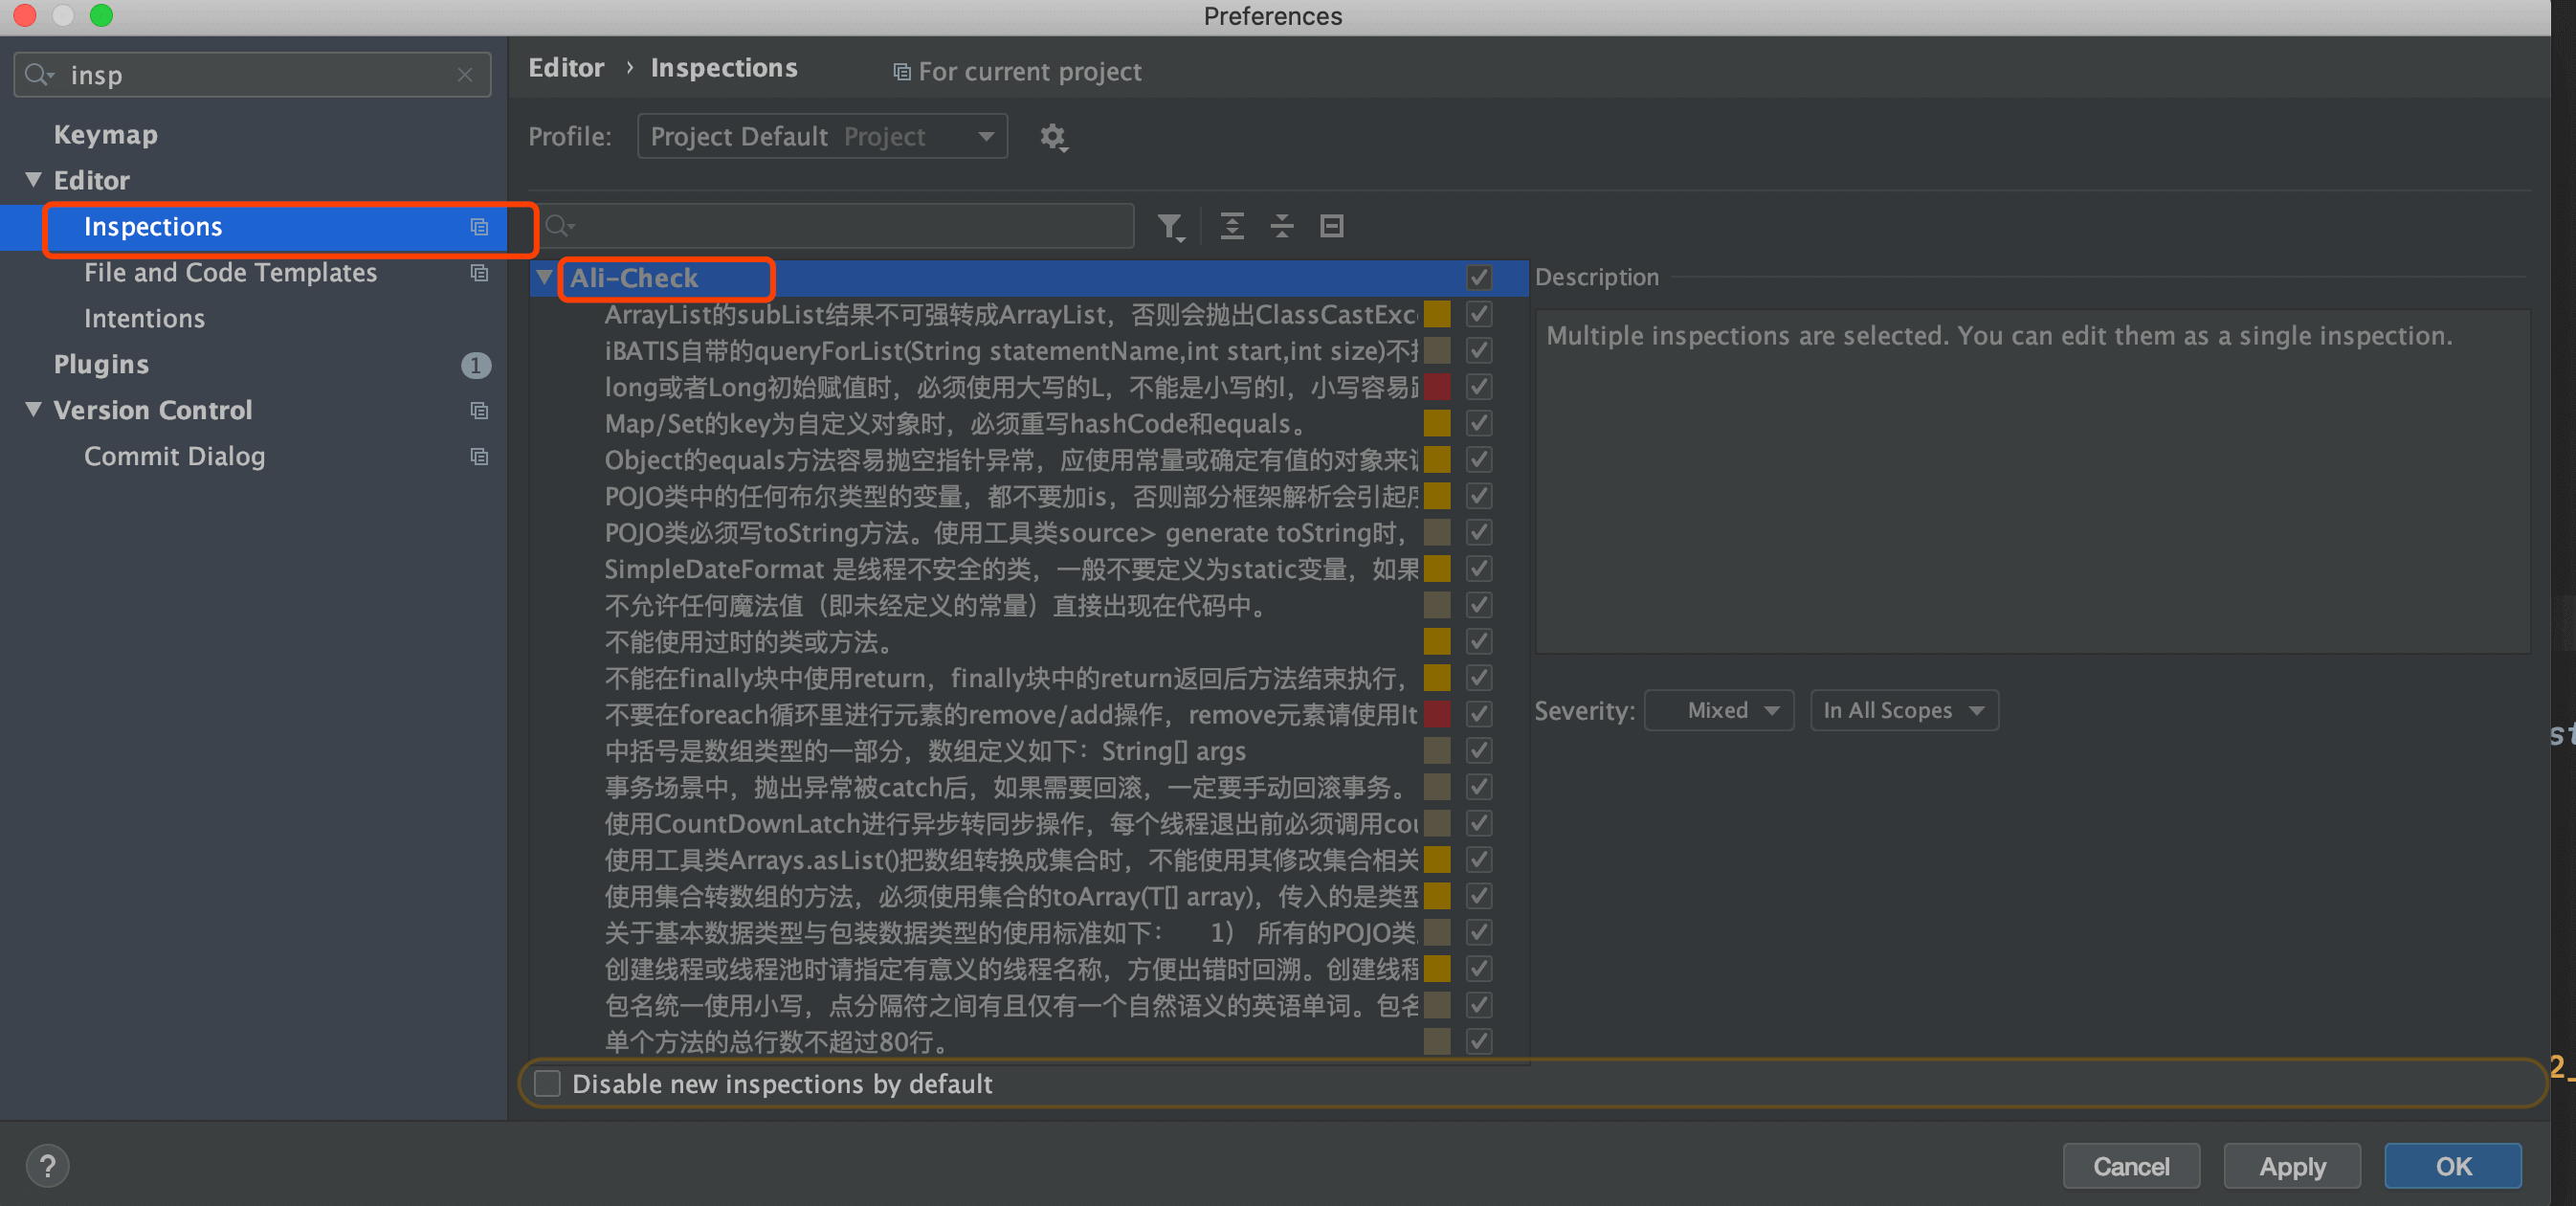 Preferences
insp
Keymap
Editor
Inspections
File and Code Templates
Intentions
Plugins
1
Version Control
Commit Dialog
Editor › Inspections
For current project
Profile:
Project Default Project
Ali-Check
ArrayList的subList结果不可强转成ArrayList，否则会抛出ClassCastExc
iBATIS自带的queryForList(String statementName,int start,int size)不
long或者Long初始赋值时，必须使用大写的L，不能是小写的l，小写容易
Map/Set的key为自定义对象时，必须重写hashCode和equals。
Object的equals方法容易抛空指针异常，应使用常量或确定有值的对象来
POJO类中的任何布尔类型的变量，都不要加is，否则部分框架解析会引起
POJO类必须写toString方法。使用工具类source> generate toString时，
SimpleDateFormat 是线程不安全的类，一般不要定义为static变量，如果
不允许任何魔法值（即未经定义的常量）直接出现在代码中。
不能使用过时的类或方法。
不能在finally块中使用return，finally块中的return返回后方法结束执行，
不要在foreach循环里进行元素的remove/add操作，remove元素请使用It
中括号是数组类型的一部分，数组定义如下：String[] args
事务场景中，抛出异常被catch后，如果需要回滚，一定要手动回滚事务。
使用CountDownLatch进行异步转同步操作，每个线程退出前必须调用cou
使用工具类Arrays.asList()把数组转换成集合时，不能使用其修改集合相关
使用集合转数组的方法，必须使用集合的toArray(T[] array)，传入的是类型
关于基本数据类型与包装数据类型的使用标准如下： 1） 所有的POJO类
创建线程或线程池时请指定有意义的线程名称，方便出错时回溯。创建线程
包名统一使用小写，点分隔符之间有且仅有一个自然语义的英语单词。包名
单个方法的总行数不超过80行。
Disable new inspections by default
Description
Multiple inspections are selected. You can edit them as a single inspection.
Severity:
Mixed
In All Scopes
st
2_
?
Cancel
Apply
OK